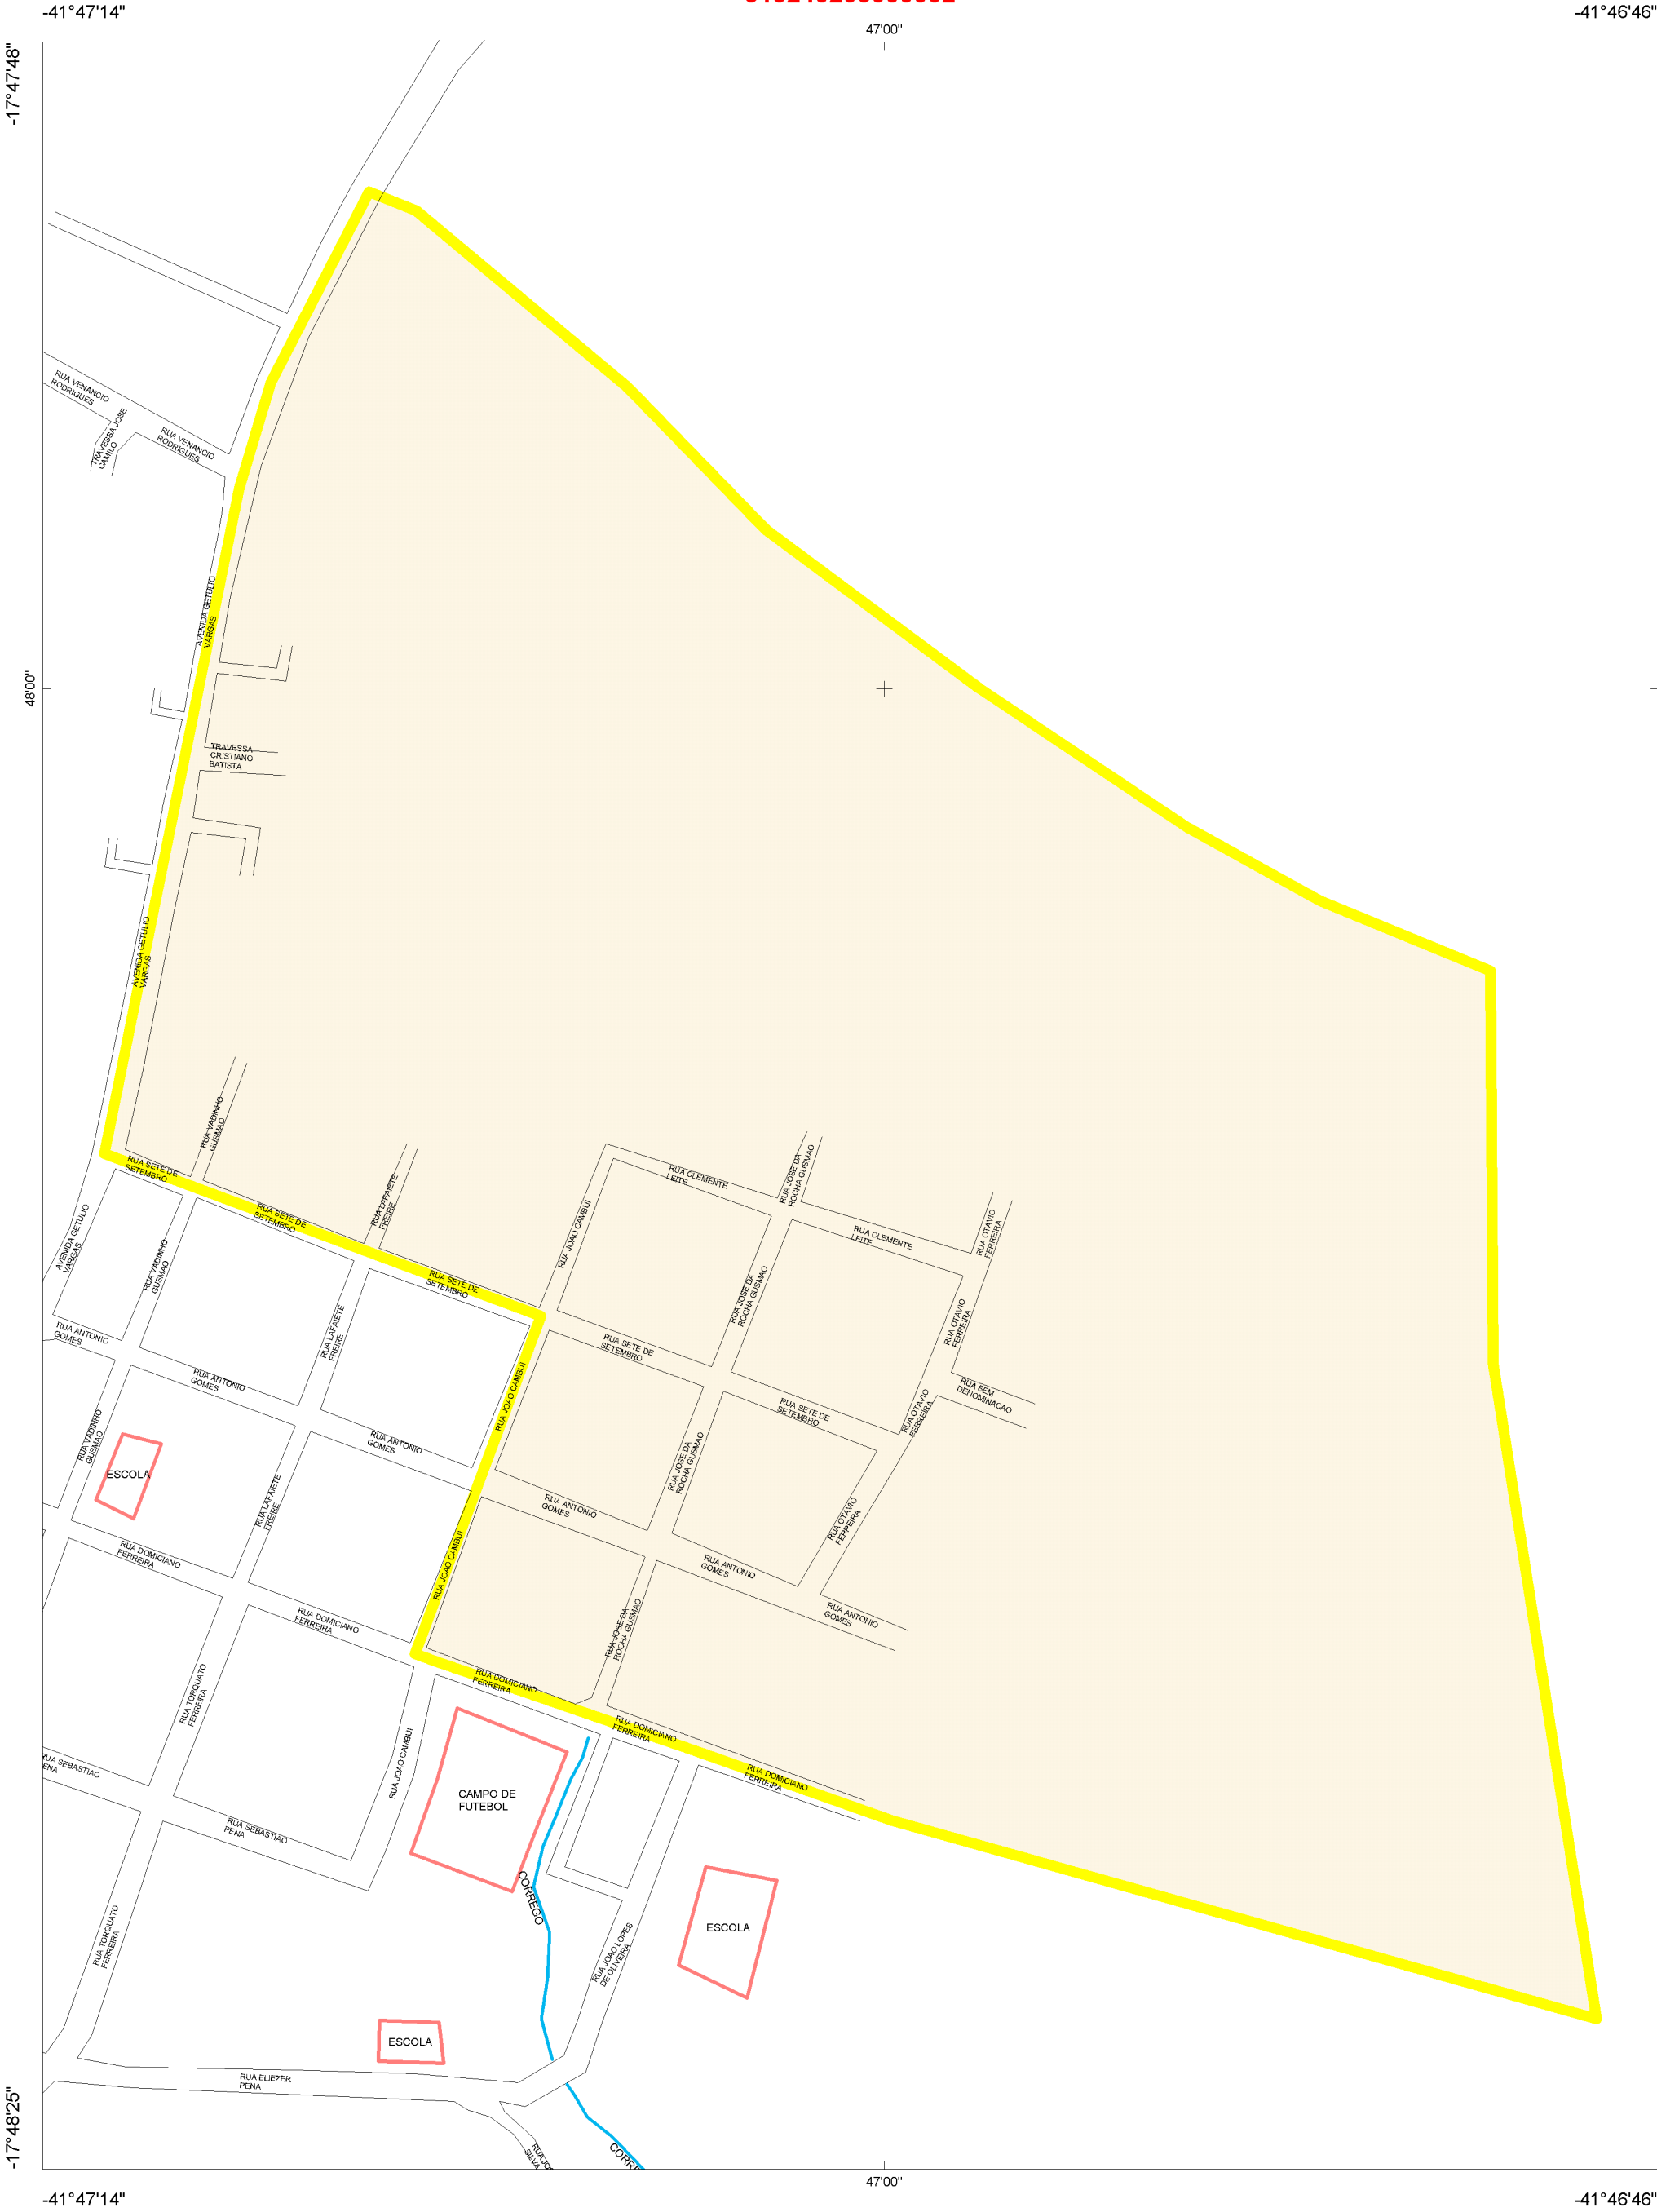 -41°47'14"
-41°46'46"
47'00"
-17°47'48"
RUA VENANCIO
RODRIGUES
TRAVESSA JOSE
CAMILO
RUA VENANCIO
RODRIGUES
AVENIDA GETULIO
VARGAS
48'00"
TRAVESSA
CRISTIANO
BATISTA
AVENIDA GETULIO
VARGAS
RUA VADINHO
GUSMAO
RUA SETE DE
SETEMBRO
RUA LAFAIETE
FREIRE
RUA CLEMENTE
LEITE
RUA JOSE DA
ROCHA GUSMAO
RUA SETE DE
SETEMBRO
RUA JOAO CAMBUI
RUA CLEMENTE
LEITE
RUA OTAVIO
FERREIRA
AVENIDA GETULIO
VARGAS
RUA VADINHO
GUSMAO
RUA SETE DE
SETEMBRO
RUA JOSE DA
ROCHA GUSMAO
RUA OTAVIO
FERREIRA
RUA ANTONIO
GOMES
RUA LAFAIETE
FREIRE
RUA SETE DE
SETEMBRO
RUA ANTONIO
GOMES
RUA JOAO CAMBUI
RUA SEM
DENOMINACAO
RUA SETE DE
SETEMBRO
RUA OTAVIO
FERREIRA
RUA VADINHO
GUSMAO
RUA ANTONIO
GOMES
RUA JOSE DA
ROCHA GUSMAO
ESCOLA
RUA LAFAIETE
FREIRE
RUA ANTONIO
GOMES
RUA OTAVIO
FERREIRA
RUA DOMICIANO
FERREIRA
RUA JOAO CAMBUI
RUA ANTONIO
GOMES
RUA DOMICIANO
FERREIRA
RUA JOSE DA
ROCHA GUSMAO
RUA ANTONIO
GOMES
RUA TORQUATO
FERREIRA
RUA DOMICIANO
FERREIRA
RUA DOMICIANO
FERREIRA
RUA SEBASTIAO
PENA
RUA JOAO CAMBUI
RUA DOMICIANO
FERREIRA
CAMPO DE
FUTEBOL
RUA SEBASTIAO
PENA
CORREGO
RUA TORQUATO
FERREIRA
ESCOLA
RUA JOAO LOPES
DE OLIVEIRA
ESCOLA
RUA ELIEZER
PENA
-17°48'25"
RUA JOS
SILVA
CORRE
47'00"
-41°47'14"
-41°46'46"